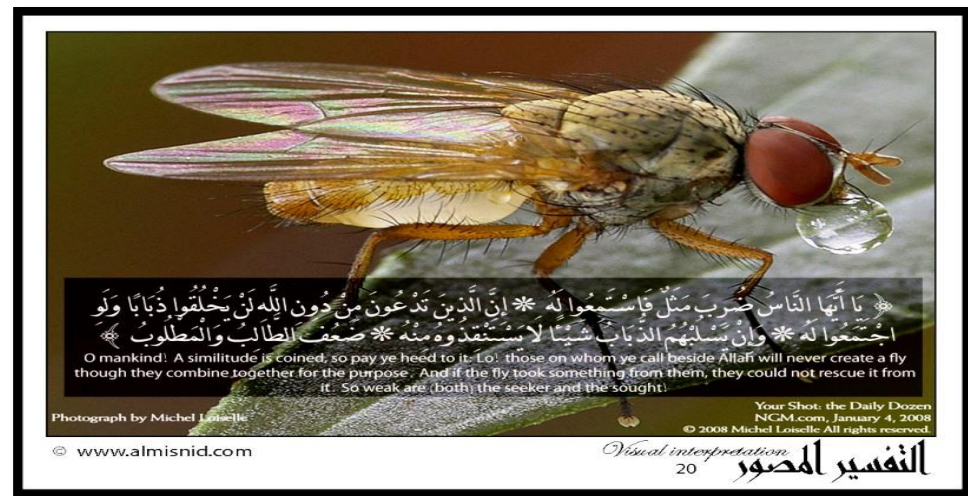 ﴿ يَا أَيُّهَا النَّاسُ ضُرِبَ مَثَلٌ فَاسْتَمِعُوا لَهُ * إِنَّ الَّذِينَ تَدْعُونَ مِنْ دُونِ اللَّهِ لَنْ يَخْلُقُوا ذُبَابًا وَلَوِ
اجْتَمَعُوا لَهُ * وَإِنْ يَسْلُبْهُمُ الذُّبَابُ شَيْئًا لَا يَسْتَنْقِذُوهُ مِنْهُ * ضَعُفَ الطَّالِبُ وَالْمَطْلُوبُ ﴾
O mankind! A similitude is coined, so pay ye heed to it: Lo! those on whom ye call beside Allah will never create a fly
though they combine together for the purpose. And if the fly took something from them, they could not rescue it from
it. So weak are (both) the seeker and the sought!
Photograph by Michel Loiselle
Your Shot: the Daily Dozen
NGM.com, January 4, 2008
© 2008 Michel Loiselle All rights reserved.
© www.almisnid.com
Visual interpretation
20
التفسير المصور